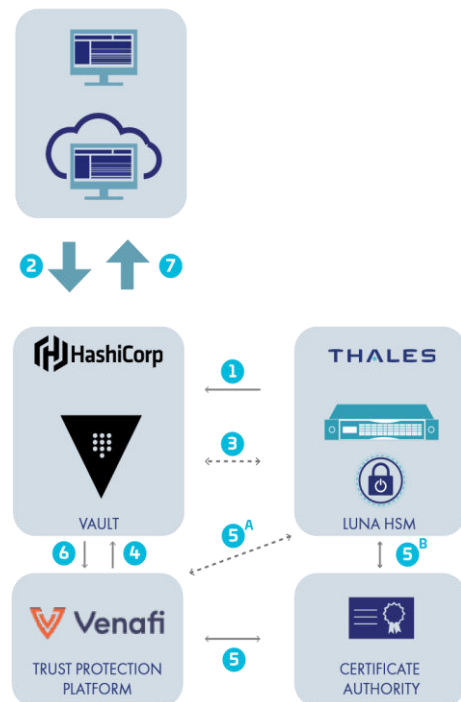 2
7
HashiCorp
THALES
1
3
VAULT
LUNA HSM
5A
5B
6
4
Venafi
TRUST PROTECTION
PLATFORM
5
CERTIFICATE
AUTHORITY